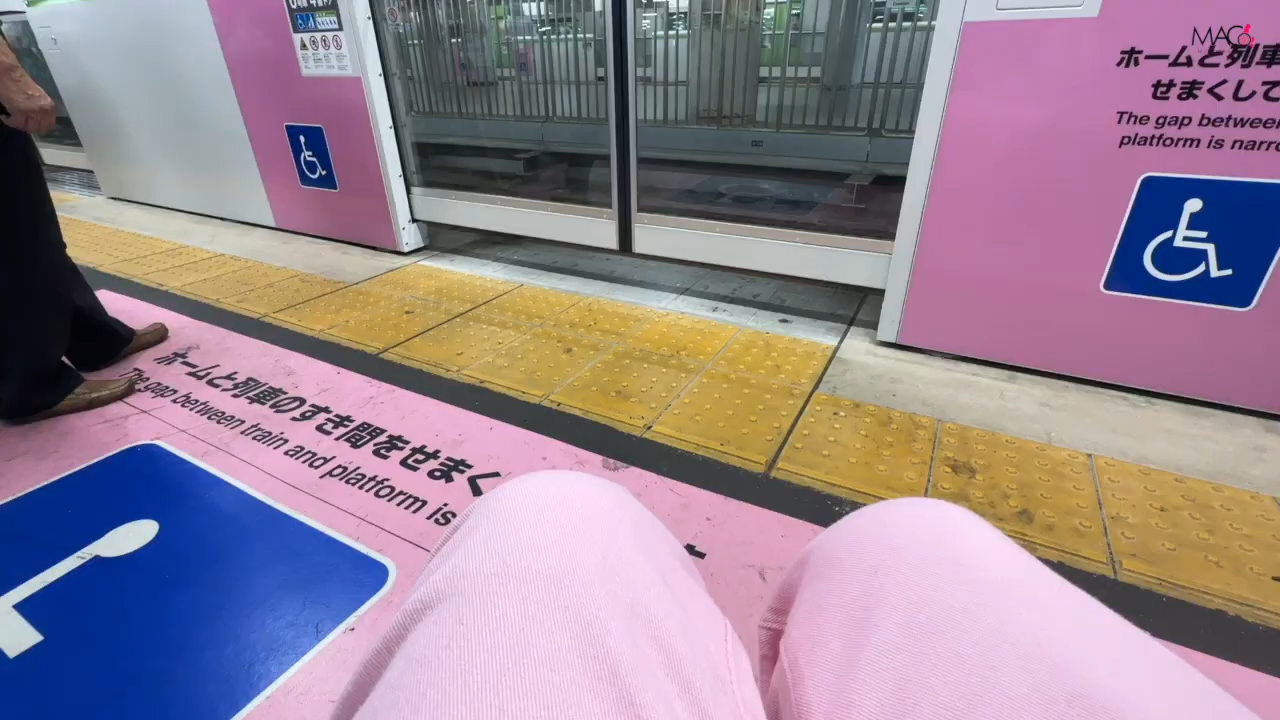 MACo
ホームと列車
せまくして
The gap between
platform is narro
ホームと列車のすき間をせまく
The gap between train and platform is